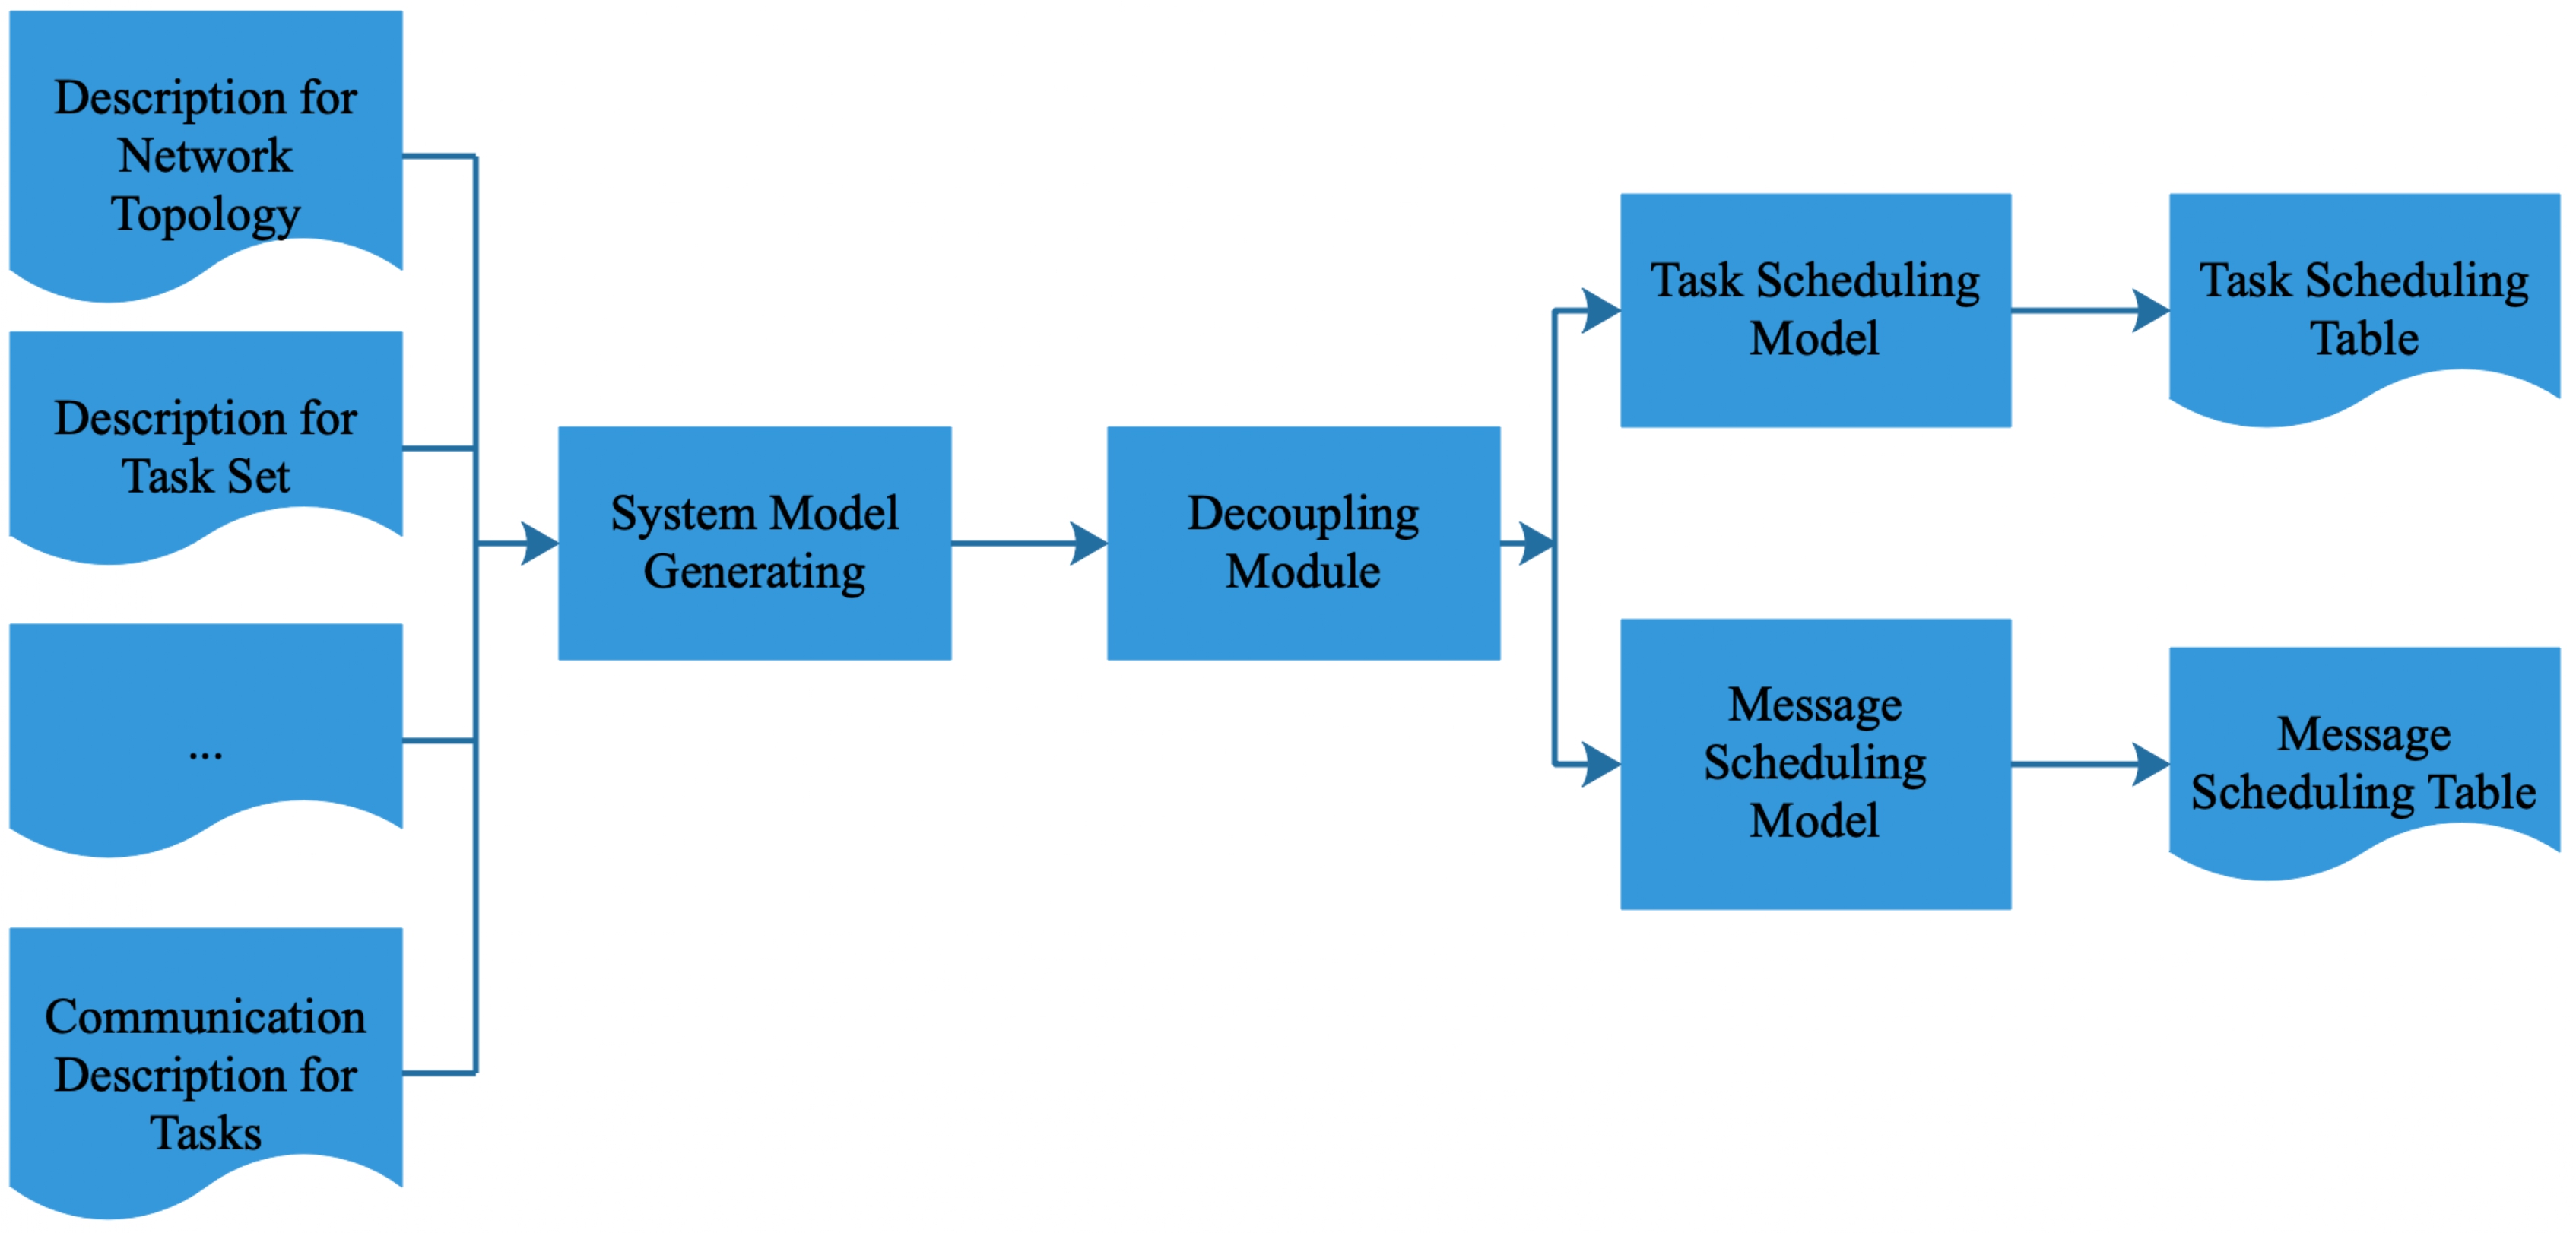 Description for
Network
Topology
Description for
Task Set
...
Communication
Description for
Tasks
System Model
Generating
Decoupling
Module
Task Scheduling
Model
Message
Scheduling
Model
Task Scheduling
Table
Message
Scheduling Table